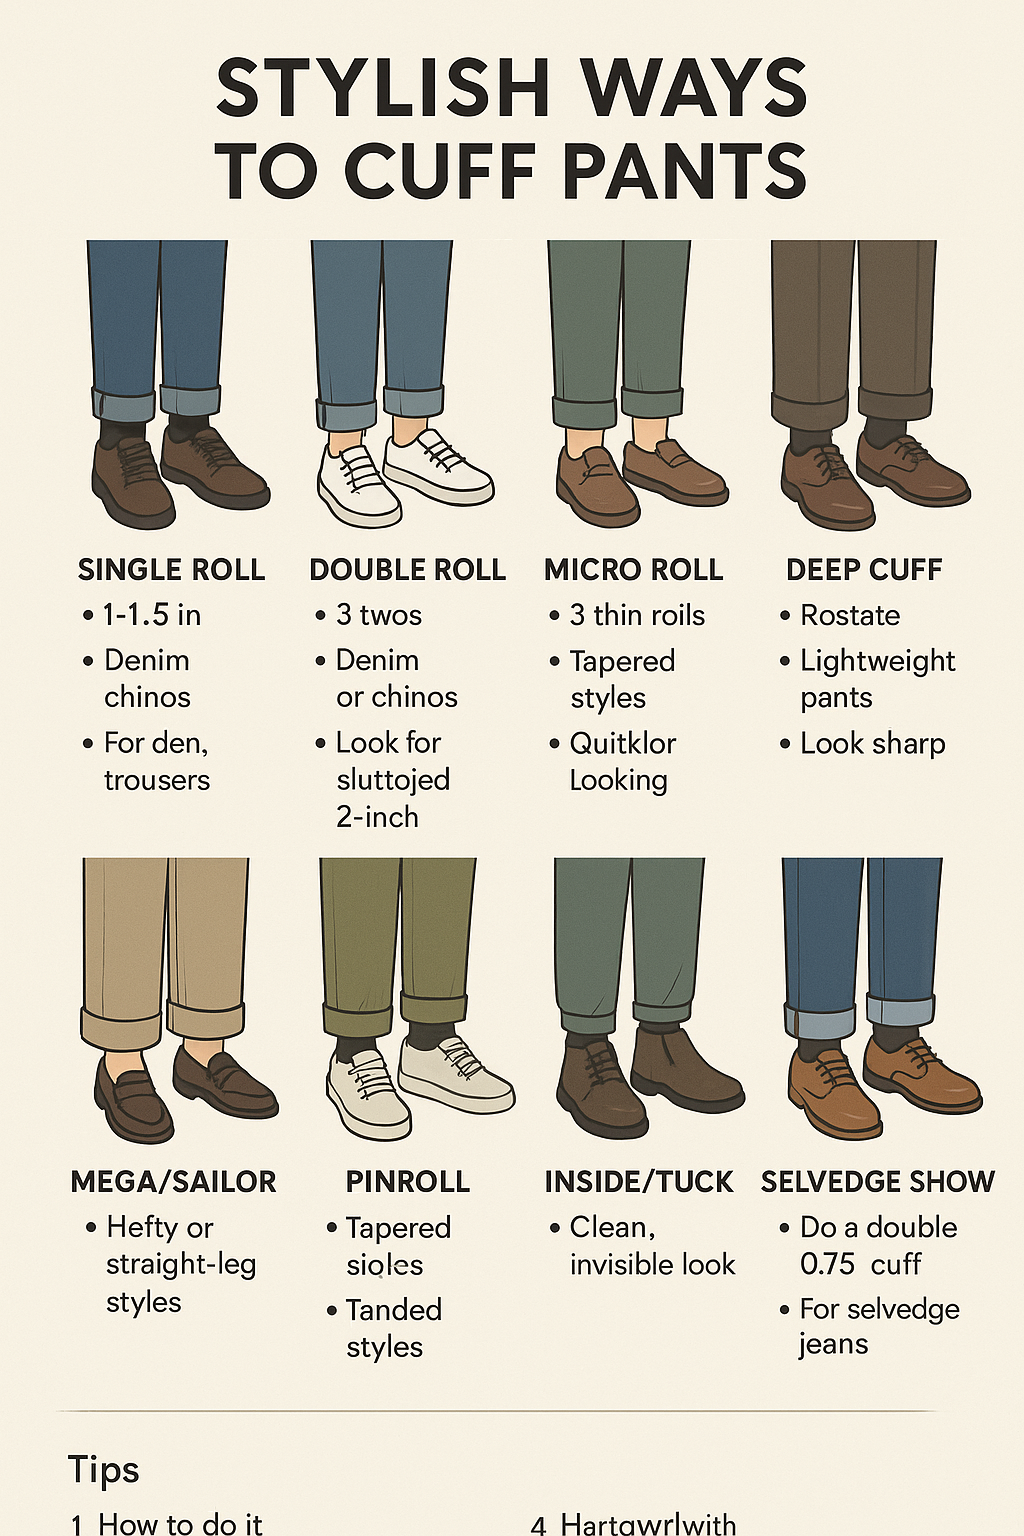 STYLISH WAYS
TO CUFF PANTS
SINGLE ROLL
• 1-1.5 in
• Denim
chinos
• For den,
trousers
DOUBLE ROLL
• 3 twos
• Denim
or chinos
• Look for
sluttojed
2-inch
MICRO ROLL
• 3 thin roils
• Tapered
styles
• Quitklor
Looking
DEEP CUFF
• Rostate
• Lightweight
pants
• Look sharp
MEGA/SAILOR
• Hefty or
straight-leg
styles
PINROLL
• Tapered
sioles
• Tanded
styles
INSIDE/TUCK
• Clean,
invisible look
SELVEDGE SHOW
• Do a double
0.75 cuff
• For selvedge
jeans
Tips
1 How to do it
4 Hartqwrlwith